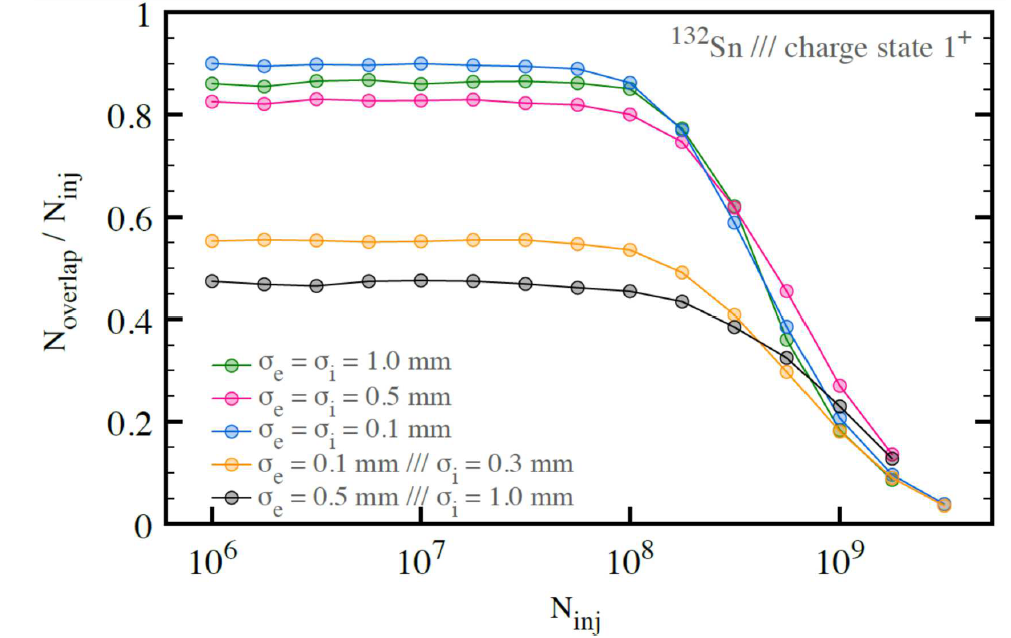 1
0.8
0.6
0.4
0.2
0
N_overlap / N_inj
¹³²Sn /// charge state 1⁺
σ_e = σ_i = 1.0 mm
σ_e = σ_i = 0.5 mm
σ_e = σ_i = 0.1 mm
σ_e = 0.1 mm /// σ_i = 0.3 mm
σ_e = 0.5 mm /// σ_i = 1.0 mm
10⁶ 10⁷ 10⁸ 10⁹
N_inj